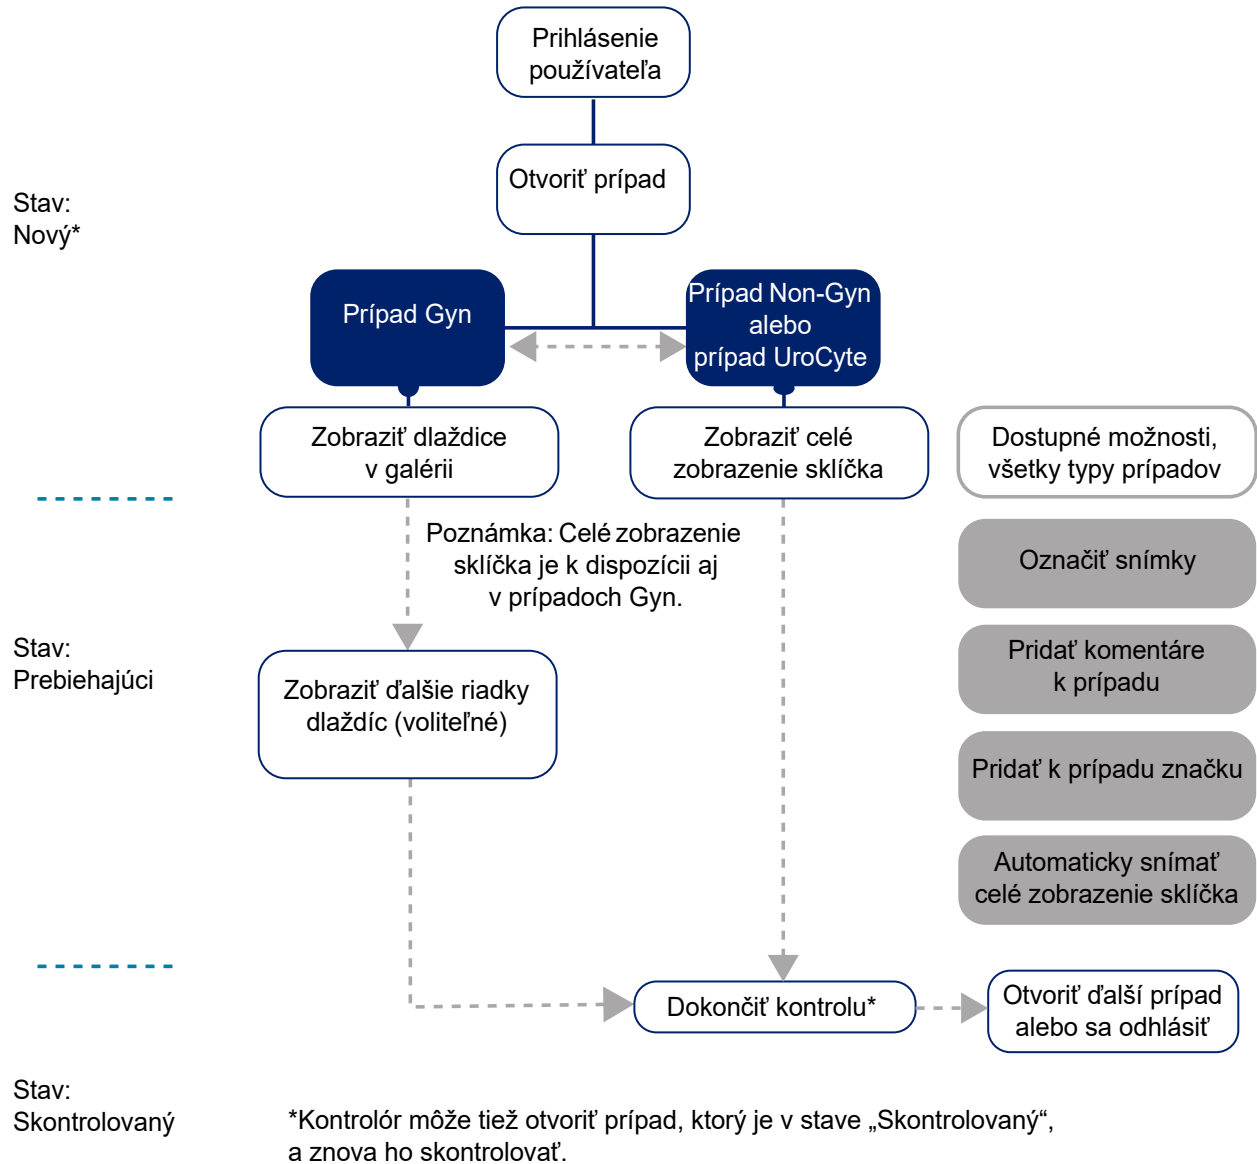 Prihlásenie
používateľa
Otvoriť prípad
Stav:
Nový*
Prípad Gyn
Prípad Non-Gyn
alebo
prípad UroCyte
Zobraziť dlaždice
v galérii
Zobraziť celé
zobrazenie sklíčka
Dostupné možnosti,
všetky typy prípadov
Poznámka: Celé zobrazenie
sklíčka je k dispozícii aj
v prípadoch Gyn.
Označiť snímky
Stav:
Prebiehajúci
Zobraziť ďalšie riadky
dlaždíc (voliteľné)
Pridať komentáre
k prípadu
Pridať k prípadu značku
Automaticky snímať
celé zobrazenie sklíčka
Dokončiť kontrolu*
Otvoriť ďalší prípad
alebo sa odhlásiť
Stav:
Skontrolovaný
*Kontrolór môže tiež otvoriť prípad, ktorý je v stave „Skontrolovaný“,
a znova ho skontrolovať.